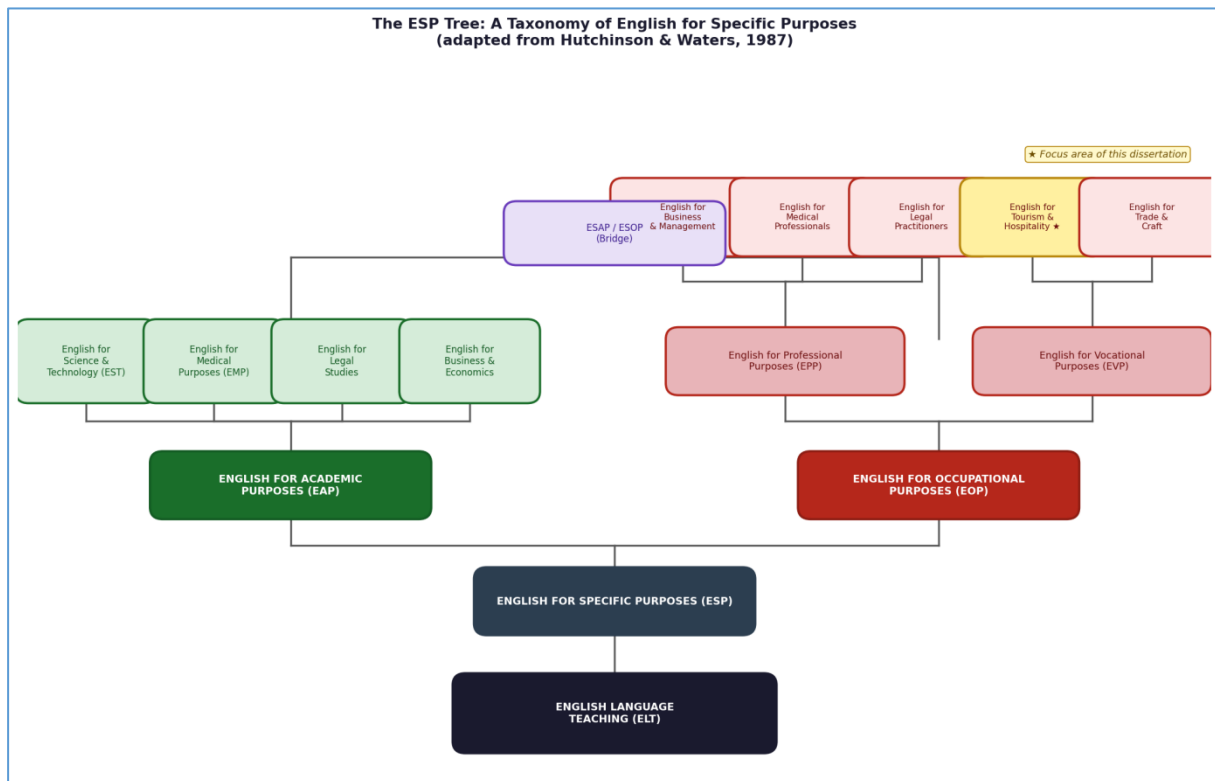 The ESP Tree: A Taxonomy of English for Specific Purposes
(adapted from Hutchinson & Waters, 1987)
★ Focus area of this dissertation
English for
Business
& Management
English for
Medical
Professionals
English for
Legal
Practitioners
English for
Tourism &
Hospitality ★
English for
Trade &
Craft
ESAP / ESOP
(Bridge)
English for
Science &
Technology (EST)
English for
Medical
Purposes (EMP)
English for
Legal
Studies
English for
Business &
Economics
English for Professional
Purposes (EPP)
English for Vocational
Purposes (EVP)
ENGLISH FOR ACADEMIC
PURPOSES (EAP)
ENGLISH FOR OCCUPATIONAL
PURPOSES (EOP)
ENGLISH FOR SPECIFIC PURPOSES (ESP)
ENGLISH LANGUAGE
TEACHING (ELT)